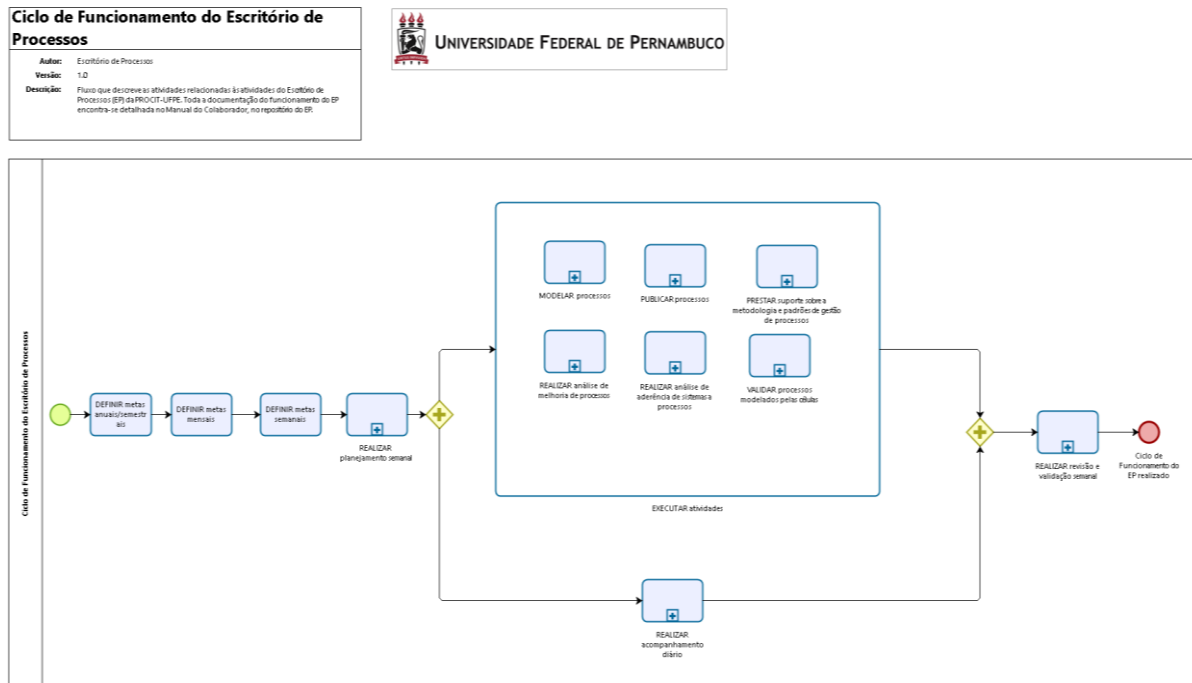 Ciclo de Funcionamento do Escritório de
Processos
Autor: Escritório de Processos
Versão: 1.0
Descrição: Fluxo que descreve as atividades relacionadas às atividades do Escritório de
Processos (EP) da PROCIT-UFPE. Toda a documentação do funcionamento do EP
encontra-se detalhada no Manual do Colaborador, no repositório do EP.
UNIVERSIDADE FEDERAL DE PERNAMBUCO
Ciclo de Funcionamento do Escritório de Processos
DEFINIR metas
anuais/semestr
ais
DEFINIR metas
mensais
DEFINIR metas
semanais
REALIZAR
planejamento semanal
MODELAR processos
PUBLICAR processos
PRESTAR suporte sobre a
metodologia e padrões de gestão
de processos
REALIZAR análise de
melhoria de processos
REALIZAR análise de
aderência de sistemas a
processos
VALIDAR processos
modelados pelas células
EXECUTAR atividades
REALIZAR
acompanhamento
diário
REALIZAR revisão e
validação semanal
Ciclo de
Funcionamento do
EP realizado